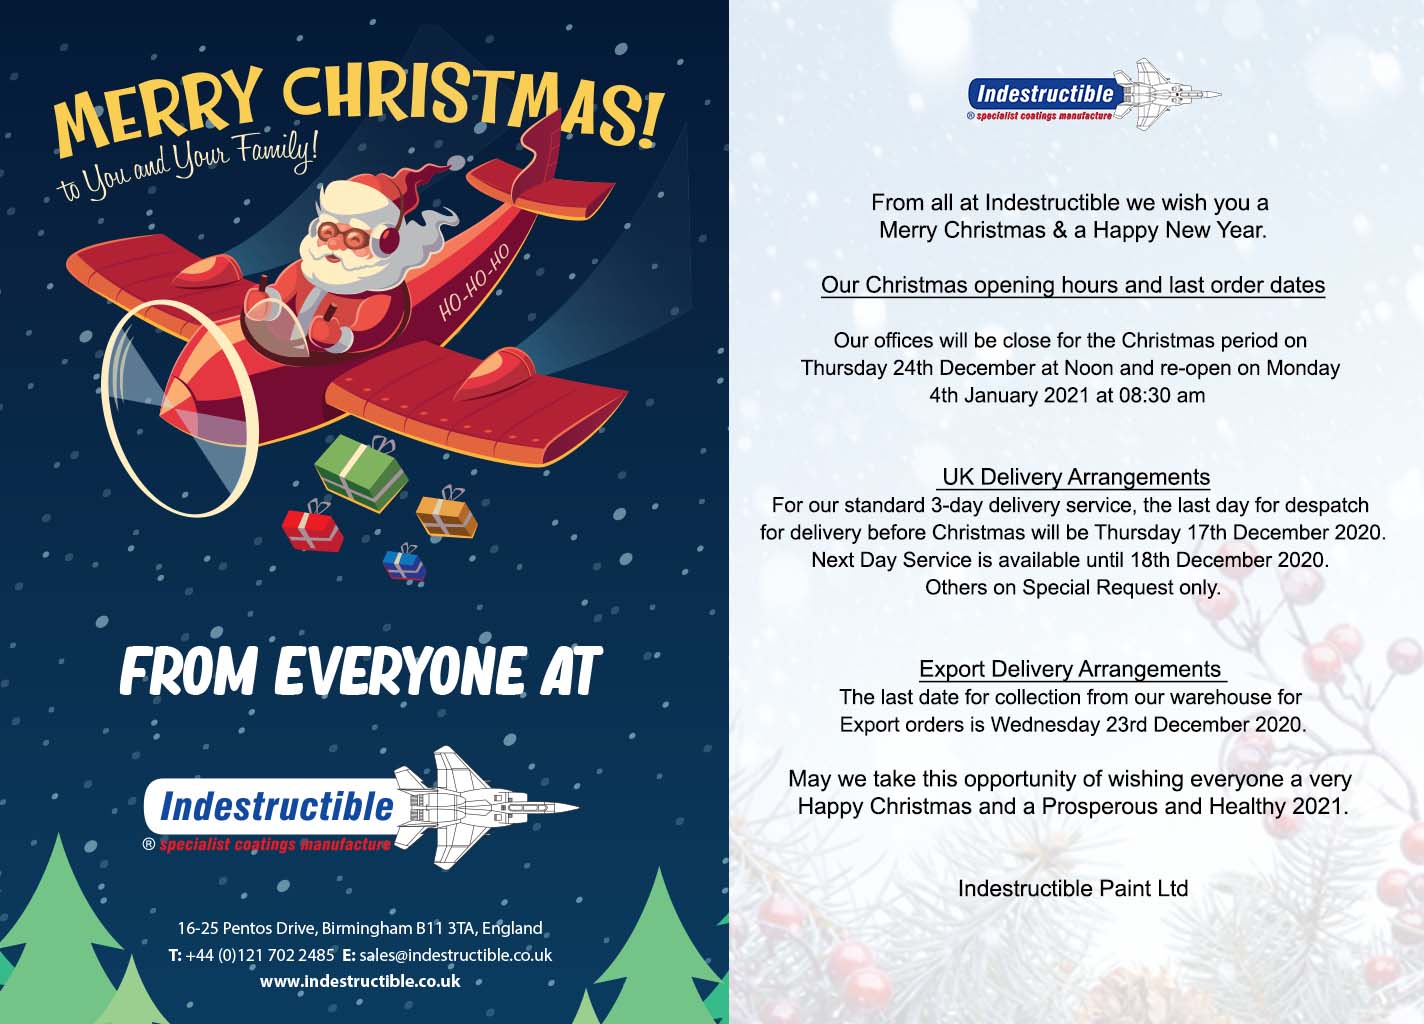 MERRY CHRISTMAS!
to You and Your Family!
HO-HO-HO
FROM EVERYONE AT
Indestructible
® specialist coatings manufacture
16-25 Pentos Drive, Birmingham B11 3TA, England
T: +44 (0)121 702 2485 E: sales@indestructible.co.uk
www.indestructible.co.uk
Indestructible
® specialist coatings manufacture
From all at Indestructible we wish you a
Merry Christmas & a Happy New Year.
Our Christmas opening hours and last order dates
Our offices will be close for the Christmas period on
Thursday 24th December at Noon and re-open on Monday
4th January 2021 at 08:30 am
UK Delivery Arrangements
For our standard 3-day delivery service, the last day for despatch
for delivery before Christmas will be Thursday 17th December 2020.
Next Day Service is available until 18th December 2020.
Others on Special Request only.
Export Delivery Arrangements
The last date for collection from our warehouse for
Export orders is Wednesday 23rd December 2020.
May we take this opportunity of wishing everyone a very
Happy Christmas and a Prosperous and Healthy 2021.
Indestructible Paint Ltd